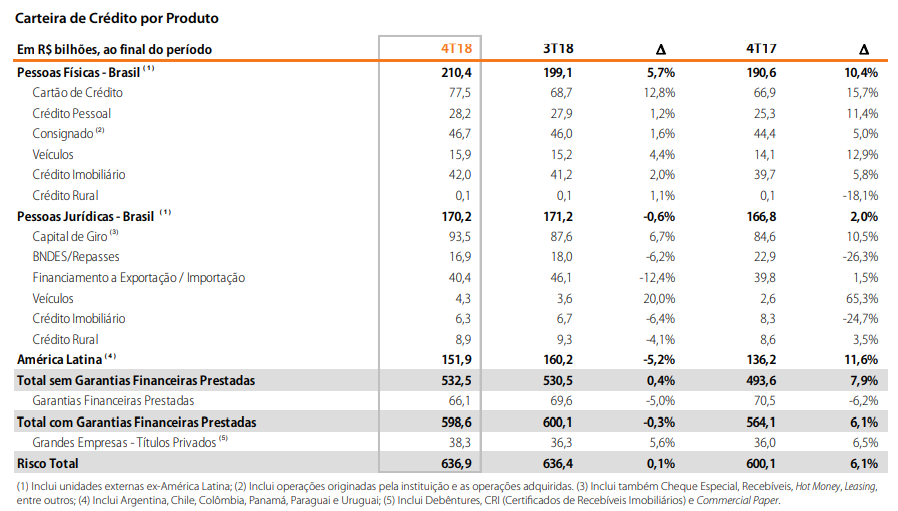 Carteira de Crédito por Produto
Em R$ bilhões, ao final do período 4T18 3T18 Δ 4T17 Δ
Pessoas Físicas - Brasil (1) 210,4 199,1 5,7% 190,6 10,4%
Cartão de Crédito 77,5 68,7 12,8% 66,9 15,7%
Crédito Pessoal 28,2 27,9 1,2% 25,3 11,4%
Consignado (2) 46,7 46,0 1,6% 44,4 5,0%
Veículos 15,9 15,2 4,4% 14,1 12,9%
Crédito Imobiliário 42,0 41,2 2,0% 39,7 5,8%
Crédito Rural 0,1 0,1 1,1% 0,1 -18,1%
Pessoas Jurídicas - Brasil (1) 170,2 171,2 -0,6% 166,8 2,0%
Capital de Giro (3) 93,5 87,6 6,7% 84,6 10,5%
BNDES/Repasses 16,9 18,0 -6,2% 22,9 -26,3%
Financiamento a Exportação / Importação 40,4 46,1 -12,4% 39,8 1,5%
Veículos 4,3 3,6 20,0% 2,6 65,3%
Crédito Imobiliário 6,3 6,7 -6,4% 8,3 -24,7%
Crédito Rural 8,9 9,3 -4,1% 8,6 3,5%
América Latina (4) 151,9 160,2 -5,2% 136,2 11,6%
Total sem Garantias Financeiras Prestadas 532,5 530,5 0,4% 493,6 7,9%
Garantias Financeiras Prestadas 66,1 69,6 -5,0% 70,5 -6,2%
Total com Garantias Financeiras Prestadas 598,6 600,1 -0,3% 564,1 6,1%
Grandes Empresas - Títulos Privados (5) 38,3 36,3 5,6% 36,0 6,5%
Risco Total 636,9 636,4 0,1% 600,1 6,1%
(1) Inclui unidades externas ex-América Latina; (2) Inclui operações originadas pela instituição e as operações adquiridas. (3) Inclui também Cheque Especial, Recebíveis, Hot Money, Leasing,
entre outros; (4) Inclui Argentina, Chile, Colômbia, Panamá, Paraguai e Uruguai; (5) Inclui Debêntures, CRI (Certificados de Recebíveis Imobiliários) e Commercial Paper.